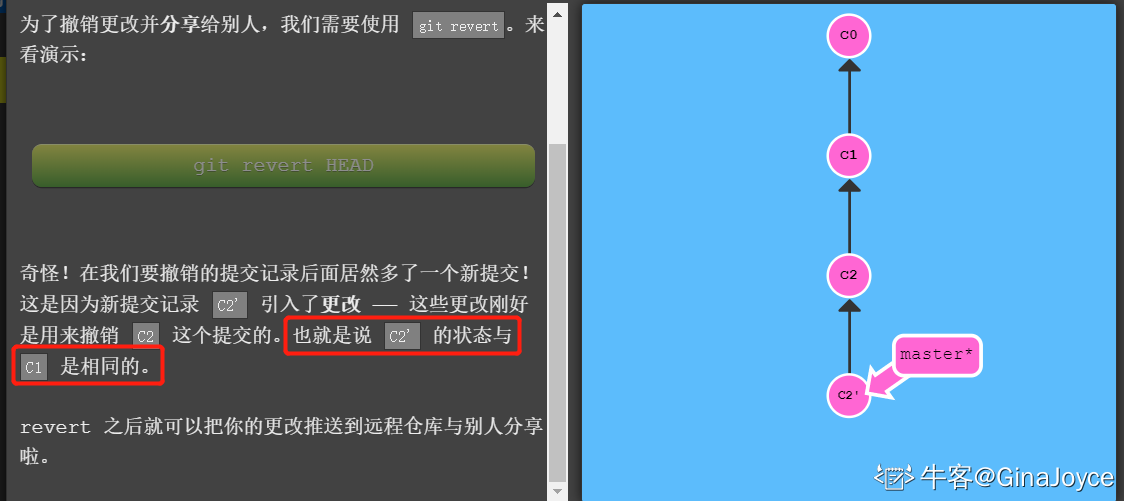 为了撤销更改并分享给别人，我们需要使用 git revert。来
看演示：
git revert HEAD
奇怪！在我们要撤销的提交记录后面居然多了一个新提交！
这是因为新提交记录 C2' 引入了更改 —— 这些更改刚好
是用来撤销 C2 这个提交的。也就是说 C2' 的状态与
C1 是相同的。
revert 之后就可以把你的更改推送到远程仓库与别人分享
啦。
C0
C1
C2
master*
C2'
牛客@GinaJoyce